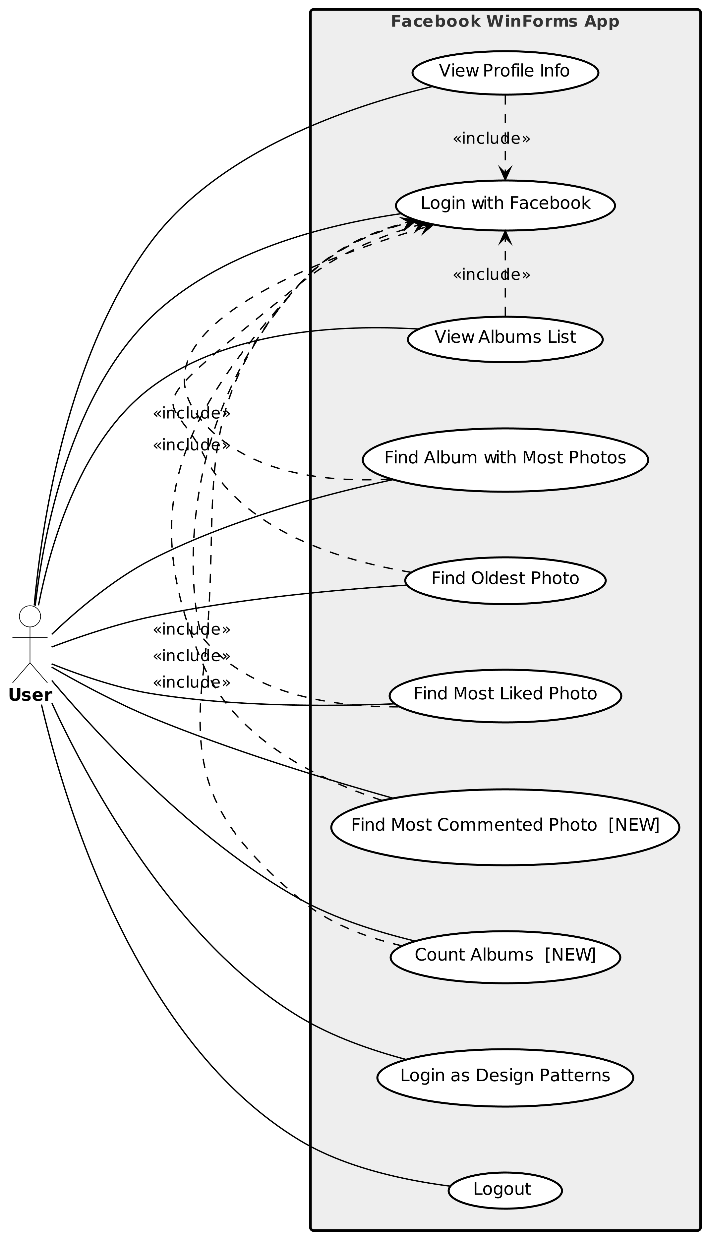 Facebook WinForms App
View Profile Info
«include»
Login with Facebook
«include»
View Albums List
«include»
«include»
Find Album with Most Photos
Find Oldest Photo
«include»
«include»
«include»
User
Find Most Liked Photo
Find Most Commented Photo [NEW]
Count Albums [NEW]
Login as Design Patterns
Logout